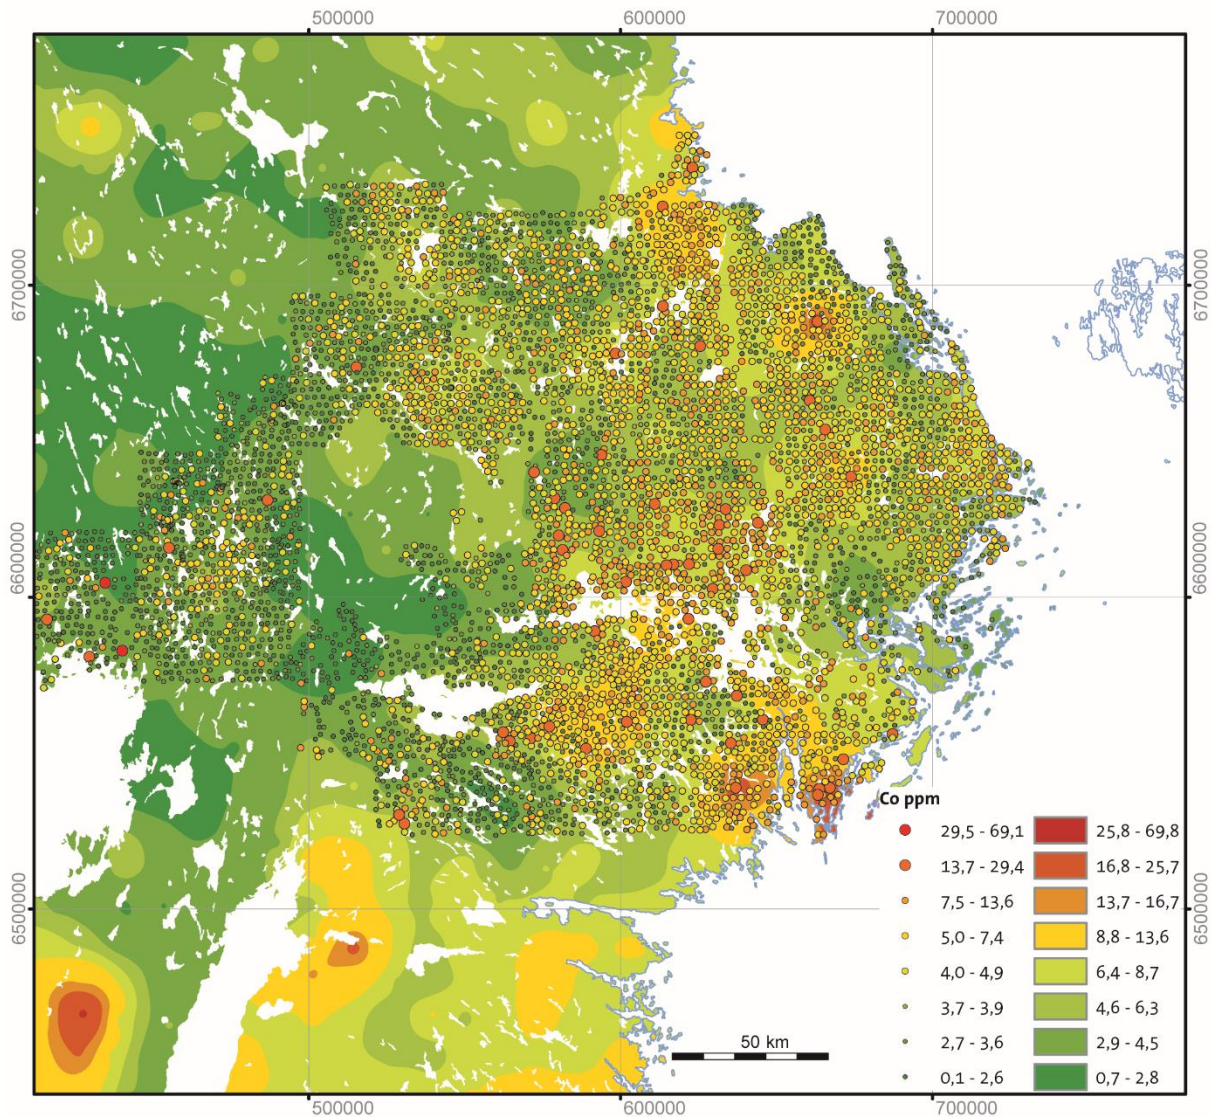 500000 600000 700000
6700000 6700000
6600000 6600000
6500000 6500000
Co ppm
29,5 - 69,1 25,8 - 69,8
13,7 - 29,4 16,8 - 25,7
7,5 - 13,6 13,7 - 16,7
5,0 - 7,4 8,8 - 13,6
4,0 - 4,9 6,4 - 8,7
3,7 - 3,9 4,6 - 6,3
2,7 - 3,6 2,9 - 4,5
0,1 - 2,6 0,7 - 2,8
50 km
500000 600000 700000